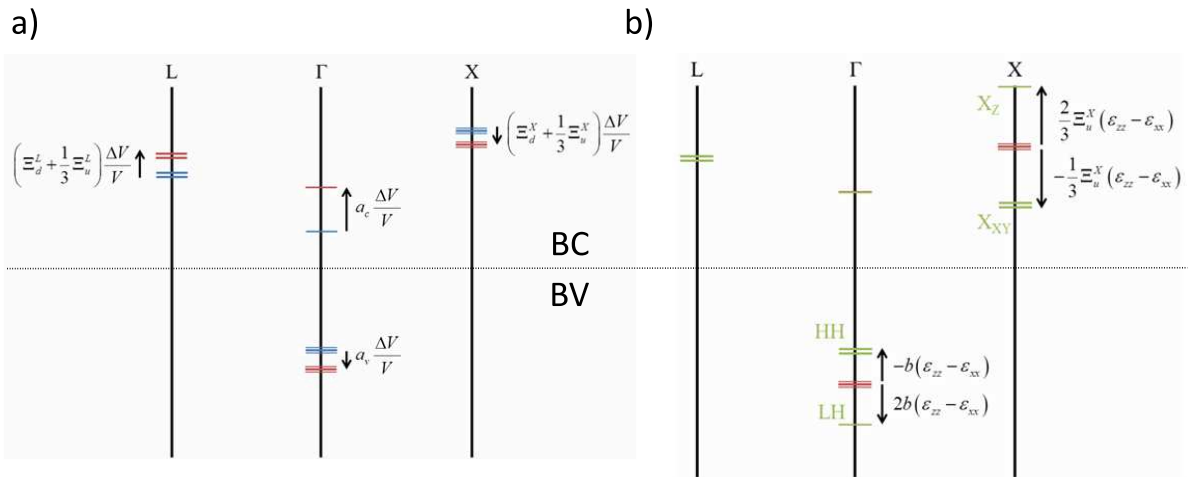 a)
L Γ X
(Ξ_d^L + 1/3 Ξ_u^L) ΔV/V
a_c ΔV/V
(Ξ_d^X + 1/3 Ξ_u^X) ΔV/V
a_v ΔV/V
BC
BV
b)
L Γ X
X_Z
2/3 Ξ_u^X (ε_zz − ε_xx)
−1/3 Ξ_u^X (ε_zz − ε_xx)
X_XY
HH
−b(ε_zz − ε_xx)
LH
2b(ε_zz − ε_xx)